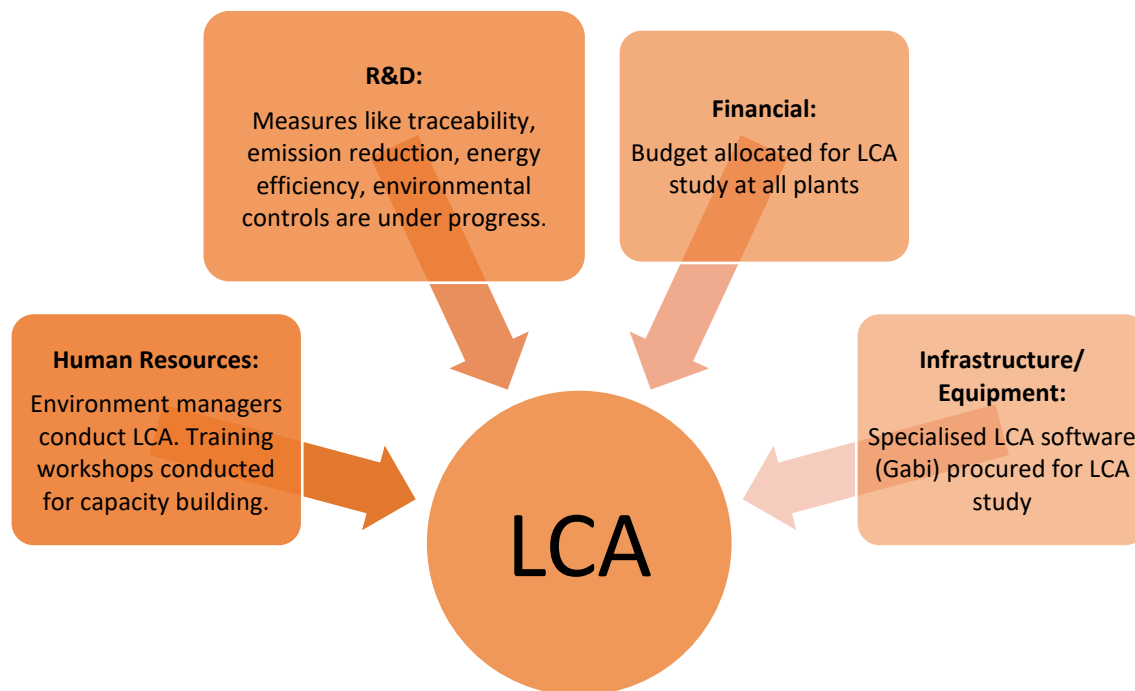 R&D:
Measures like traceability,
emission reduction, energy
efficiency, environmental
controls are under progress.
Financial:
Budget allocated for LCA
study at all plants
Human Resources:
Environment managers
conduct LCA. Training
workshops conducted
for capacity building.
Infrastructure/
Equipment:
Specialised LCA software
(Gabi) procured for LCA
study
LCA